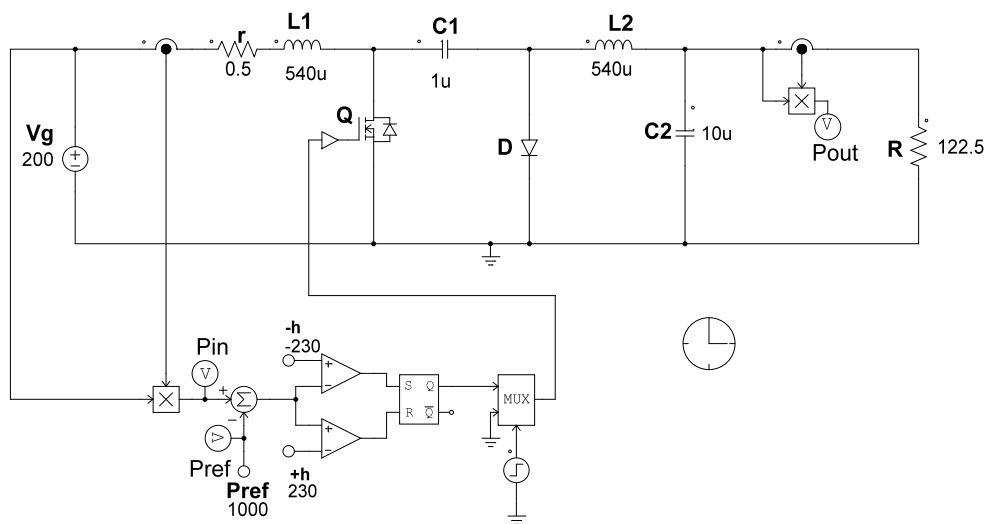 r
0.5
L1
540u
C1
1u
L2
540u
Vg
200
Q
D
C2
10u
V
Pout
R
122.5
Pin
V
-h
-230
S Q
R Q
MUX
Σ
V
Pref
Pref
1000
+h
230